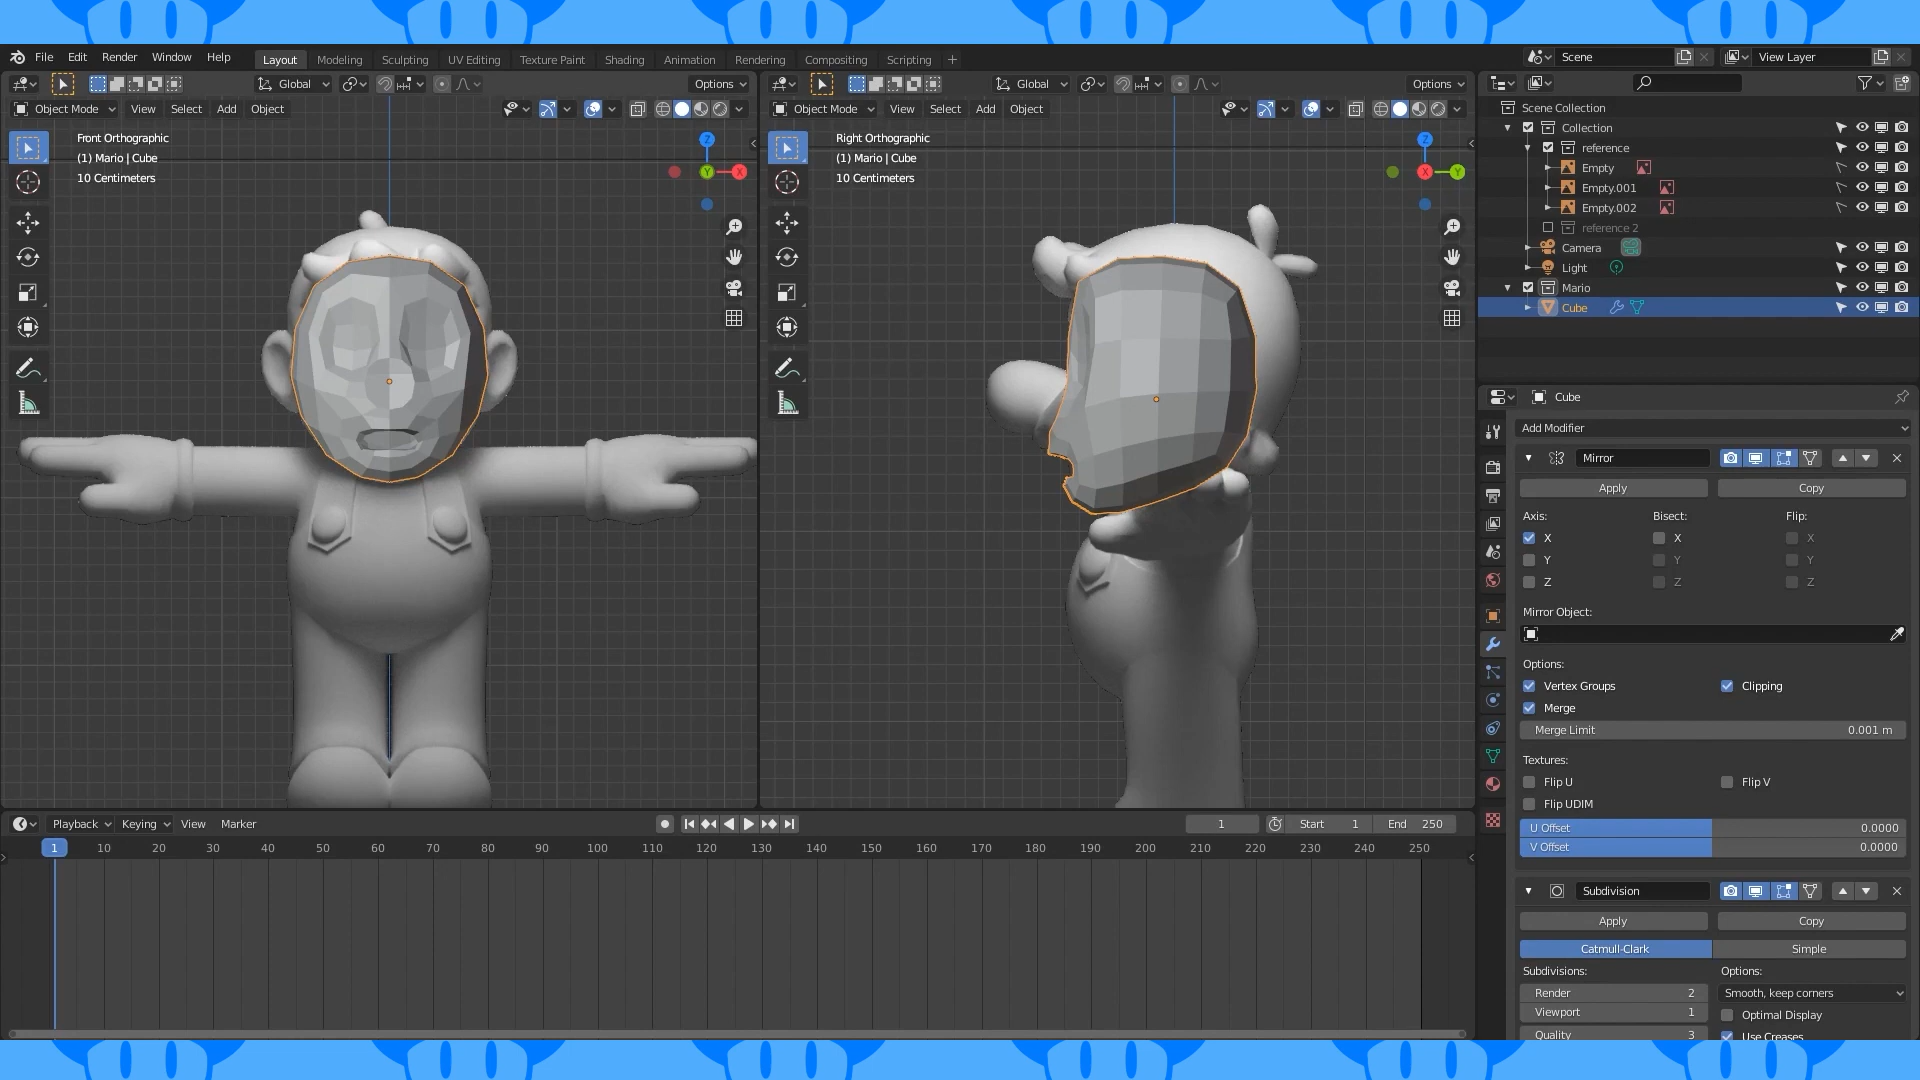 File Edit Render Window Help Layout Modeling Sculpting UV Editing Texture Paint Shading Animation Rendering Compositing Scripting + Scene View Layer
Global Options Global Options
Object Mode View Select Add Object Object Mode View Select Add Object
Front Orthographic
(1) Mario | Cube
10 Centimeters
Z
Y
X
Right Orthographic
(1) Mario | Cube
10 Centimeters
Z
X
Y
Scene Collection
Collection
reference
Empty
Empty.001
Empty.002
reference 2
Camera
Light
Mario
Cube
Cube
Add Modifier
Mirror
Apply Copy
Axis: Bisect: Flip:
X X X
Y Y Y
Z Z Z
Mirror Object:
Options:
Vertex Groups Clipping
Merge
Merge Limit 0.001 m
Textures:
Flip U Flip V
Flip UDIM
U Offset 0.0000
V Offset 0.0000
Subdivision
Apply Copy
Catmull-Clark Simple
Subdivisions: Options:
Render 2 Smooth, keep corners
Viewport 1 Optimal Display
Quality 3 Use Creases
Playback Keying View Marker 1 Start 1 End 250
1 10 20 30 40 50 60 70 80 90 100 110 120 130 140 150 160 170 180 190 200 210 220 230 240 250